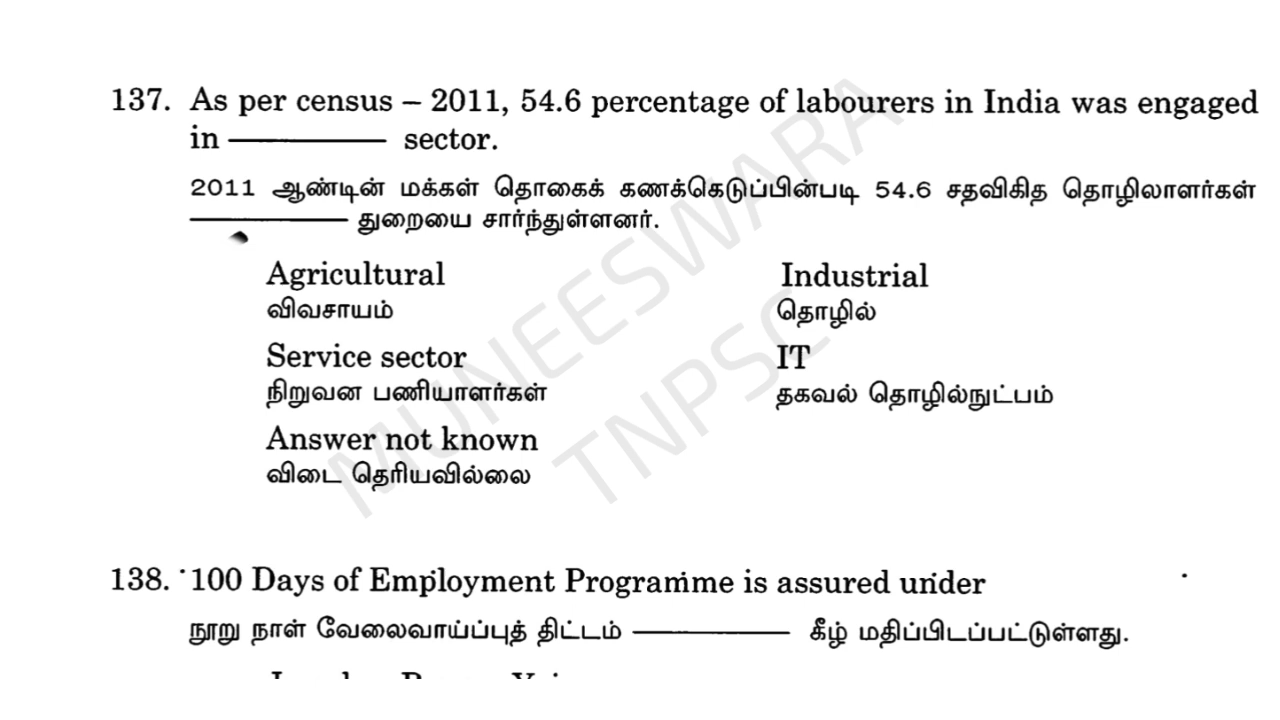 137. As per census – 2011, 54.6 percentage of labourers in India was engaged
in ———— sector.
2011 ஆண்டின் மக்கள் தொகைக் கணக்கெடுப்பின்படி 54.6 சதவிகித தொழிலாளர்கள்
———— துறையை சார்ந்துள்ளனர்.
Agricultural Industrial
விவசாயம் தொழில்
Service sector IT
நிறுவன பணியாளர்கள் தகவல் தொழில்நுட்பம்
Answer not known
விடை தெரியவில்லை
MUNEESWARA
TNPSC
138. 100 Days of Employment Programme is assured under
நூறு நாள் வேலைவாய்ப்புத் திட்டம் ———— கீழ் மதிப்பிடப்பட்டுள்ளது.